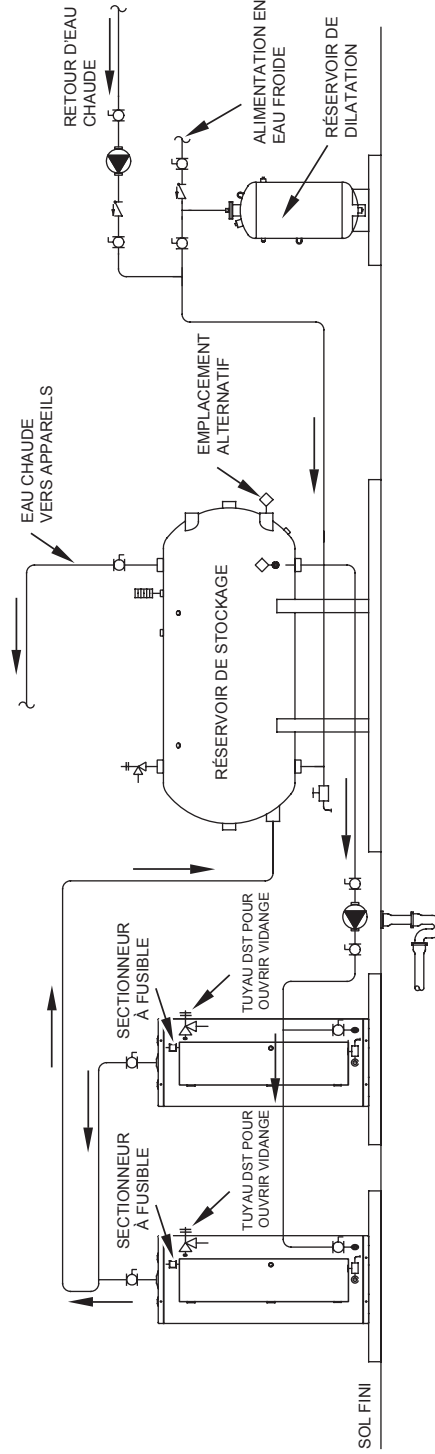 SOL FINI
SECTIONNEUR
À FUSIBLE
TUYAU DST POUR
OUVRIR VIDANGE
SECTIONNEUR
À FUSIBLE
TUYAU DST POUR
OUVRIR VIDANGE
RÉSERVOIR DE STOCKAGE
EAU CHAUDE
VERS APPAREILS
EMPLACEMENT
ALTERNATIF
RETOUR D'EAU
CHAUDE
ALIMENTATION EN
EAU FROIDE
RÉSERVOIR DE
DILATATION